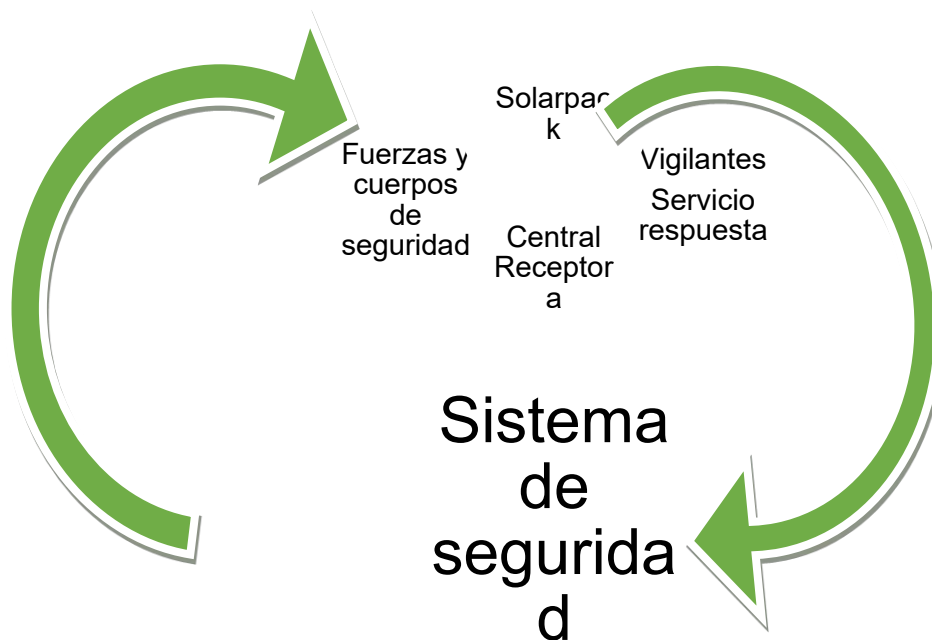 Solarpac
k
Fuerzas y
cuerpos
de
seguridad
Vigilantes
Servicio
respuesta
Central
Receptor
a
Sistema
de
segurida
d